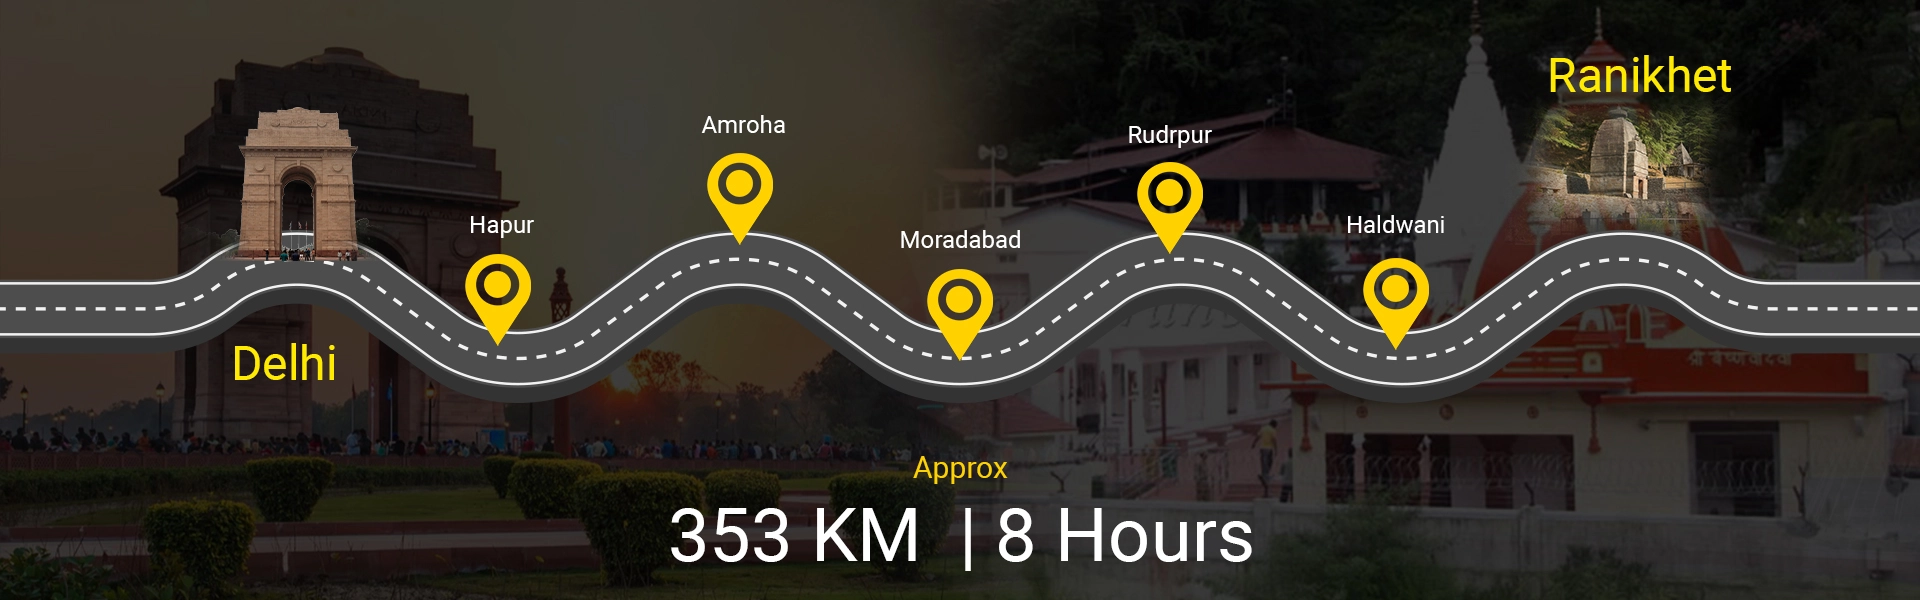 Ranikhet
Amroha
Rudrpur
Hapur
Moradabad
Haldwani
Delhi
Approx
353 KM | 8 Hours